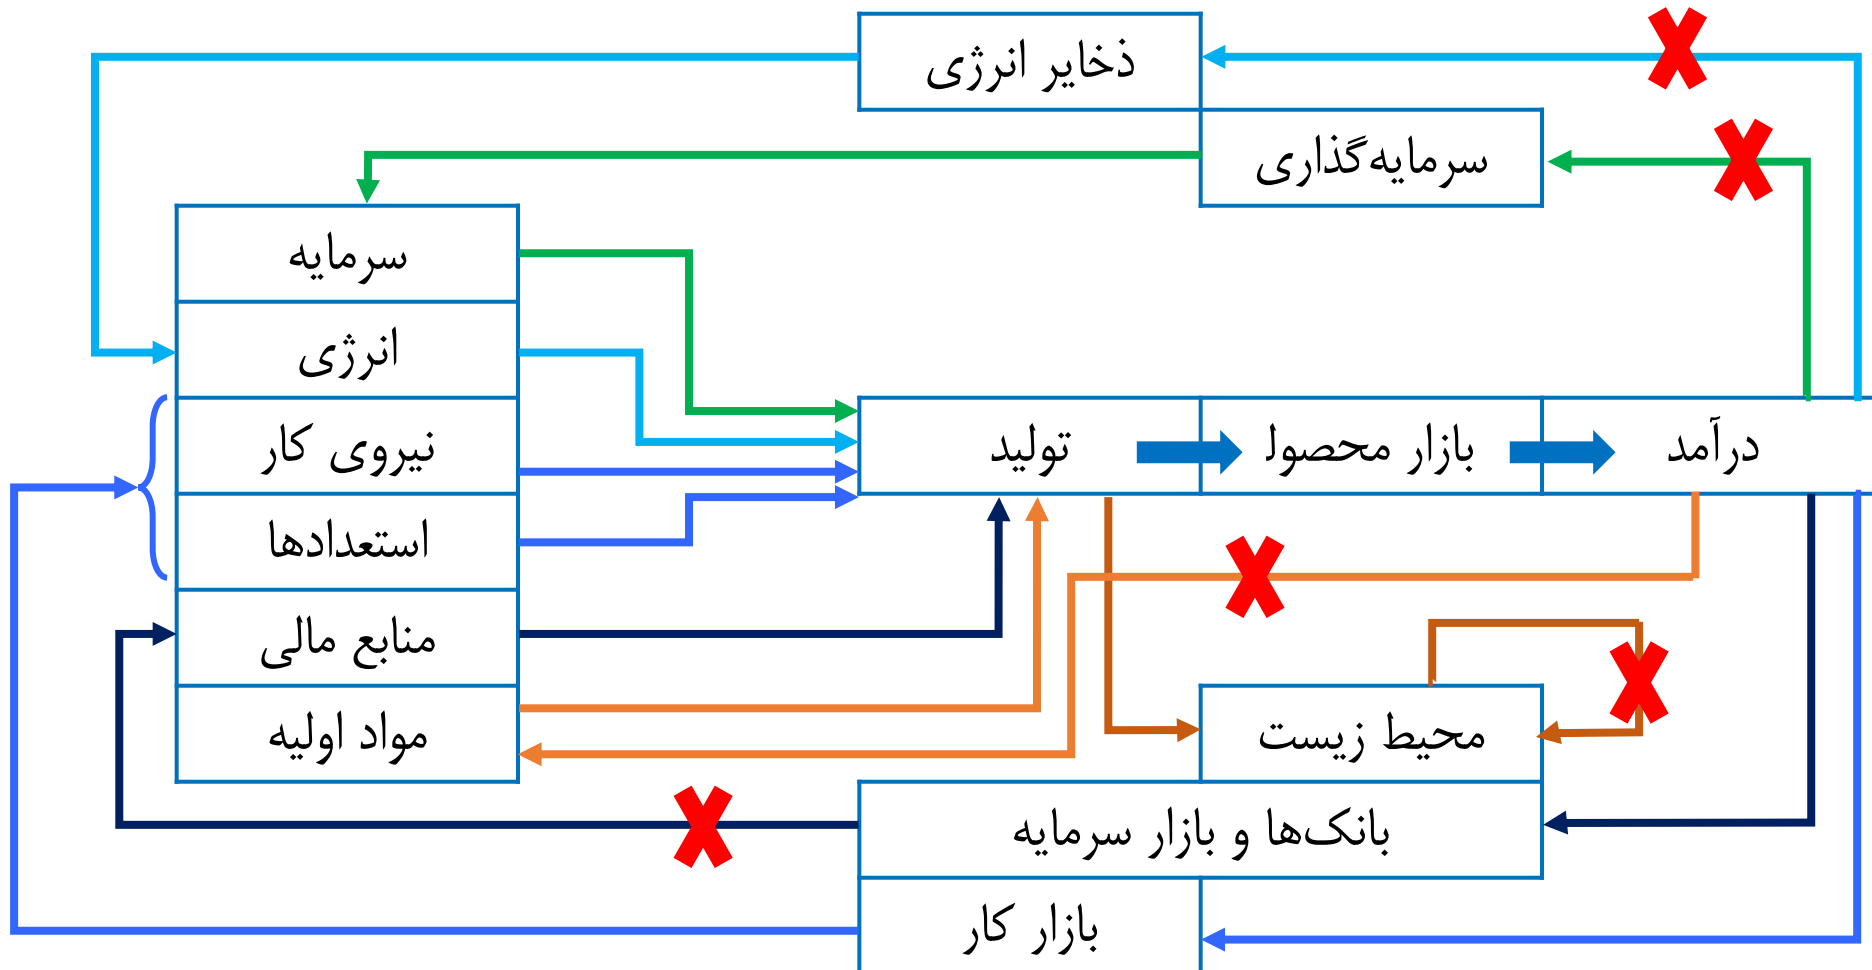 ذخایر انرژی
سرمایه‌گذاری
سرمایه
انرژی
نیروی کار
استعدادها
منابع مالی
مواد اولیه
تولید
بازار محصول
درآمد
محیط زیست
بانک‌ها و بازار سرمایه
بازار کار